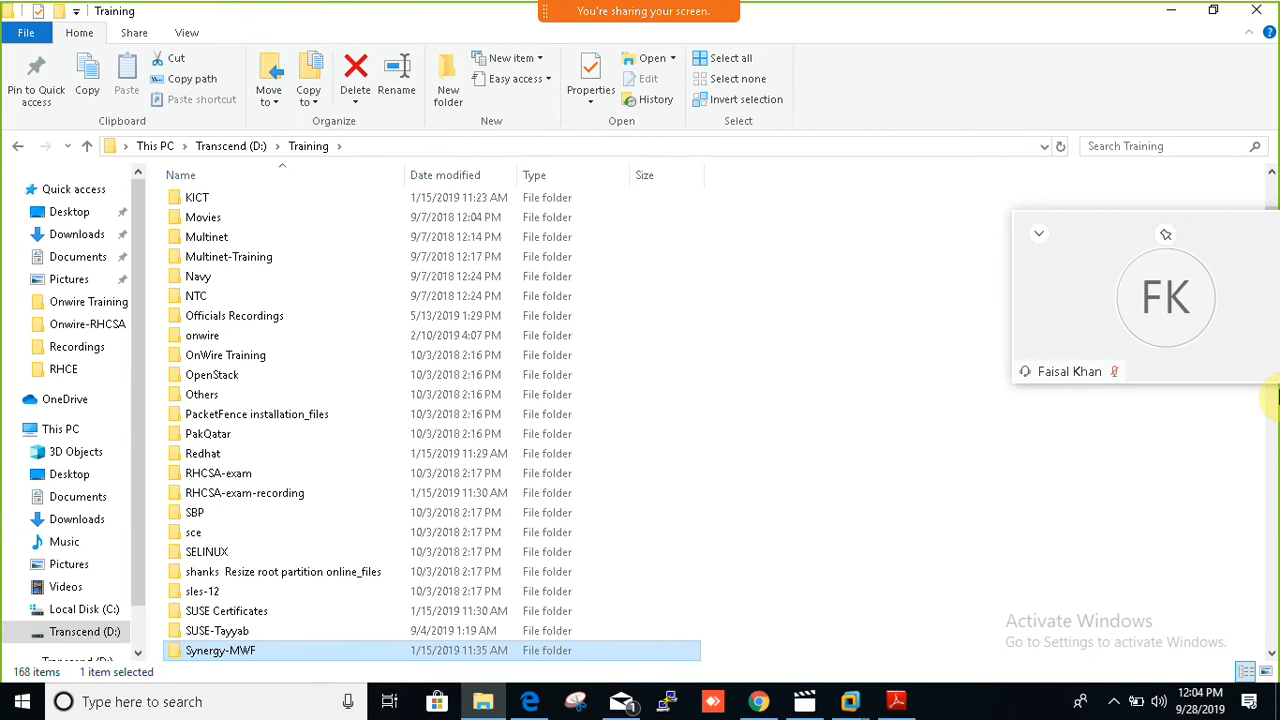 Training
You're sharing your screen.
File Home Share View
Pin to Quick access
Copy
Paste
Cut
Copy path
Paste shortcut
Clipboard
Move to
Copy to
Delete
Rename
Organize
New folder
New item
Easy access
New
Properties
Open
Edit
History
Open
Select all
Select none
Invert selection
Select
This PC > Transcend (D:) > Training >
Search Training
Quick access
Desktop
Downloads
Documents
Pictures
Onwire Training
Onwire-RHCSA
Recordings
RHCE
OneDrive
This PC
3D Objects
Desktop
Documents
Downloads
Music
Pictures
Videos
Local Disk (C:)
Transcend (D:)
Name Date modified Type Size
KICT 1/15/2019 11:23 AM File folder
Movies 9/7/2018 12:04 PM File folder
Multinet 9/7/2018 12:14 PM File folder
Multinet-Training 9/7/2018 12:17 PM File folder
Navy 9/7/2018 12:24 PM File folder
NTC 9/7/2018 12:24 PM File folder
Officials Recordings 5/13/2019 1:29 PM File folder
onwire 2/10/2019 4:07 PM File folder
OnWire Training 10/3/2018 2:16 PM File folder
OpenStack 10/3/2018 2:16 PM File folder
Others 10/3/2018 2:16 PM File folder
PacketFence installation_files 10/3/2018 2:16 PM File folder
PakQatar 10/3/2018 2:16 PM File folder
Redhat 1/15/2019 11:29 AM File folder
RHCSA-exam 10/3/2018 2:17 PM File folder
RHCSA-exam-recording 1/15/2019 11:30 AM File folder
SBP 10/3/2018 2:17 PM File folder
sce 10/3/2018 2:17 PM File folder
SELINUX 10/3/2018 2:17 PM File folder
shanks Resize root partition online_files 10/3/2018 2:17 PM File folder
sles-12 10/3/2018 2:17 PM File folder
SUSE Certificates 1/15/2019 11:30 AM File folder
SUSE-Tayyab 9/4/2019 1:19 AM File folder
Synergy-MWF 1/15/2019 11:35 AM File folder
FK
Faisal Khan
Activate Windows
Go to Settings to activate Windows.
168 items 1 item selected
Type here to search
1
12:04 PM
9/28/2019